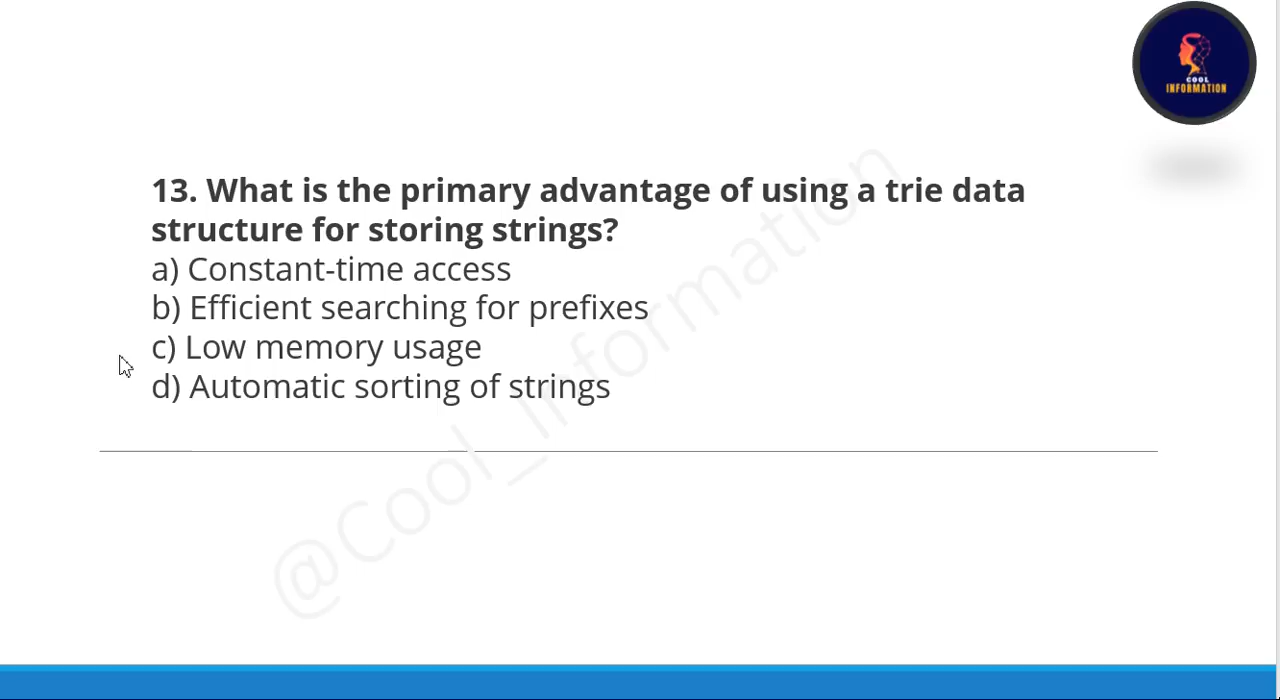 COOL
INFORMATION
13. What is the primary advantage of using a trie data
structure for storing strings?
a) Constant-time access
b) Efficient searching for prefixes
c) Low memory usage
d) Automatic sorting of strings
@Cool_Information